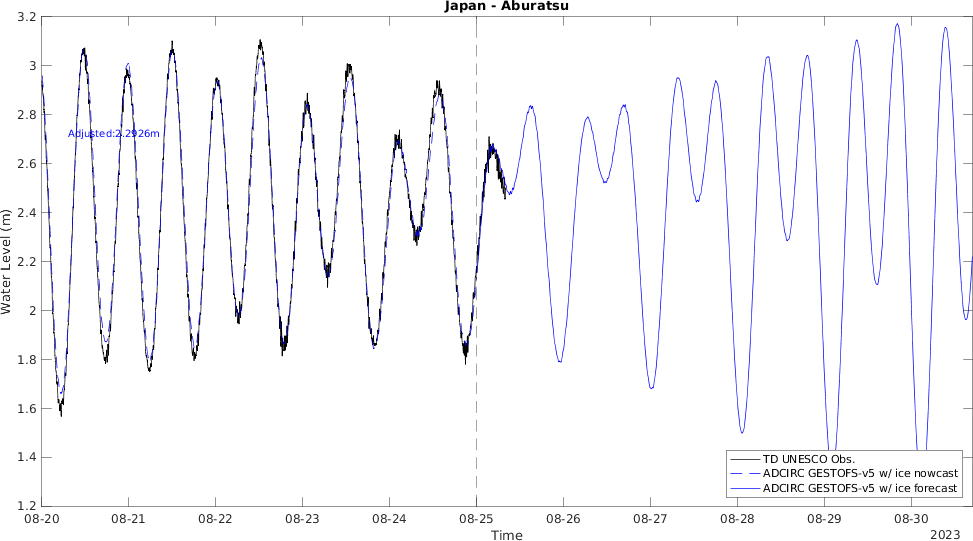 Japan - Aburatsu
3.2
3
2.8
2.6
2.4
2.2
2
1.8
1.6
1.4
1.2
Water Level (m)
Adjusted:2.2926m
TD UNESCO Obs.
ADCIRC GESTOFS-v5 w/ ice nowcast
ADCIRC GESTOFS-v5 w/ ice forecast
08-20 08-21 08-22 08-23 08-24 08-25 08-26 08-27 08-28 08-29 08-30
Time
2023